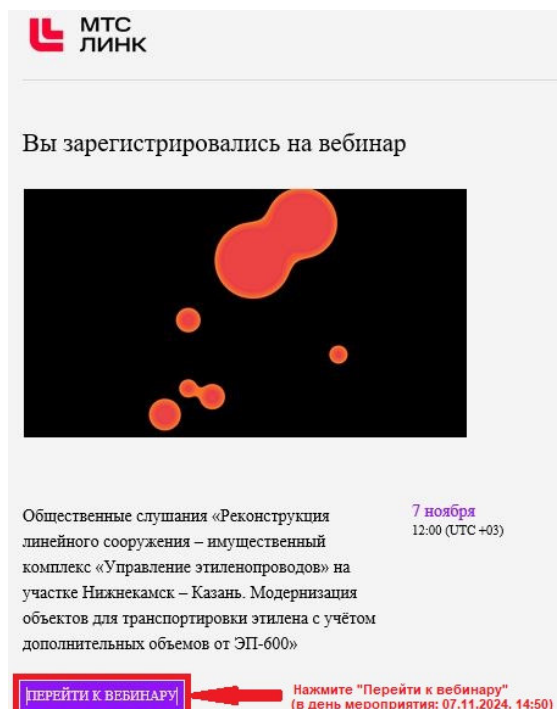 МТС
ЛИНК
Вы зарегистрировались на вебинар
Общественные слушания «Реконструкция
линейного сооружения – имущественный
комплекс «Управление этиленопроводов» на
участке Нижнекамск – Казань. Модернизация
объектов для транспортировки этилена с учётом
дополнительных объемов от ЭП-600»
7 ноября
12:00 (UTC +03)
ПЕРЕЙТИ К ВЕБИНАРУ
Нажмите "Перейти к вебинару"
(в день мероприятия: 07.11.2024, 14:50)